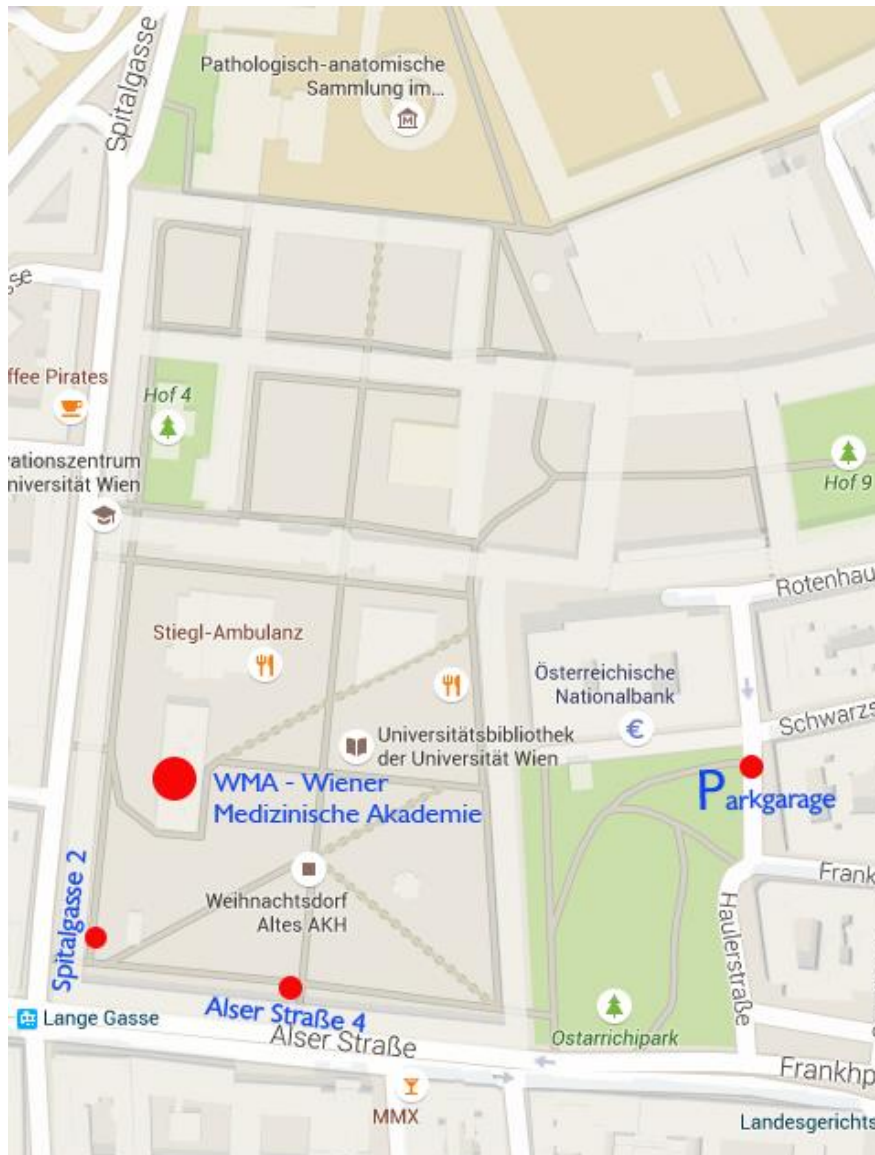 Spitalgasse
Pathologisch-anatomische
Sammlung im...
M
ffee Pirates
Hof 4
vationszentrum
niversität Wien
Hof 9
Rotenhau
Stiegl-Ambulanz
Österreichische
Nationalbank
€
Schwarzs
Universitätsbibliothek
der Universität Wien
WMA - Wiener
Medizinische Akademie
Parkgarage
Weihnachtsdorf
Altes AKH
Frank
Haulerstraße
Spitalgasse 2
Alser Straße 4
Lange Gasse
Alser Straße
Ostarrichipark
Frankhp
MMX
Landesgerichts